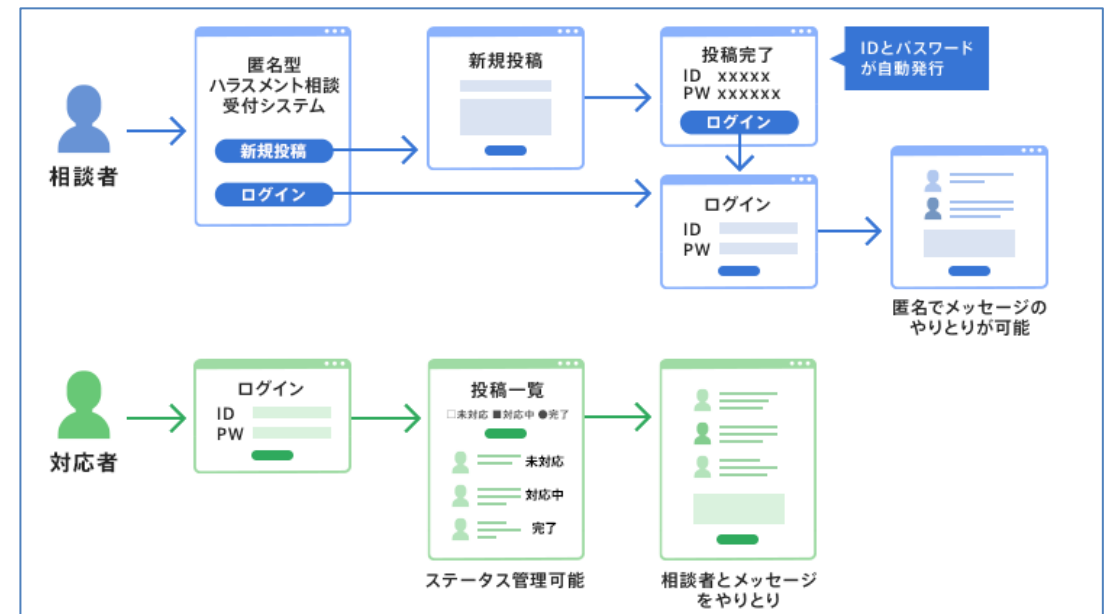 相談者
匿名型
ハラスメント相談
受付システム
新規投稿
ログイン
新規投稿
投稿完了
ID xxxxx
PW xxxxxx
ログイン
IDとパスワード
が自動発行
ログイン
ID
PW
匿名でメッセージの
やりとりが可能
対応者
ログイン
ID
PW
投稿一覧
□未対応 ■対応中 ●完了
未対応
対応中
完了
ステータス管理可能
相談者とメッセージ
をやりとり